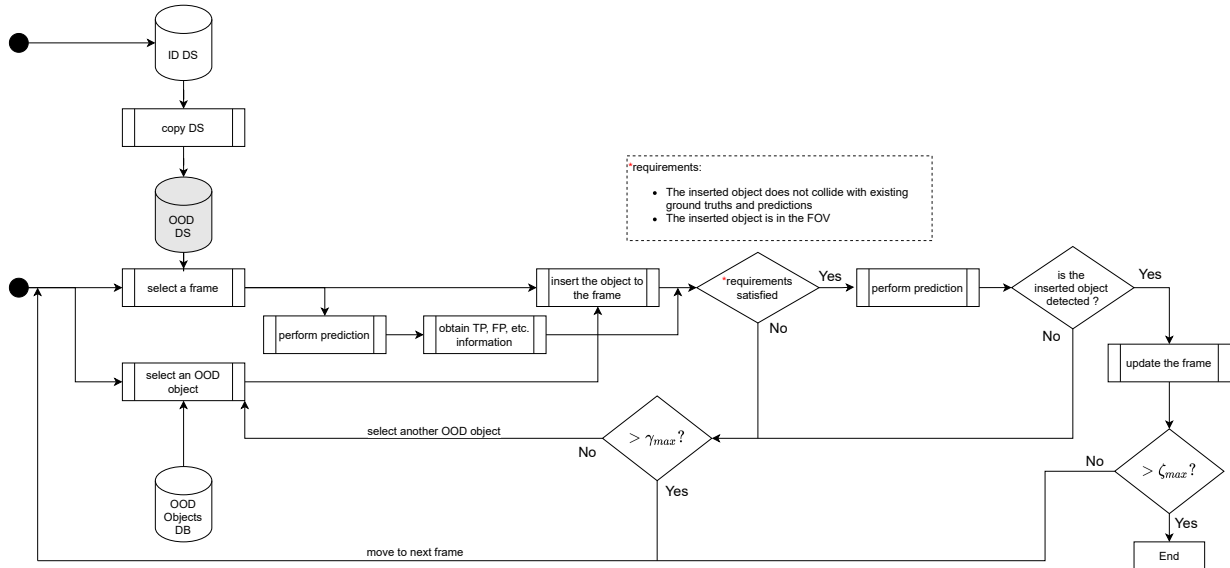 ID DS
copy DS
*requirements:
• The inserted object does not collide with existing
ground truths and predictions
• The inserted object is in the FOV
OOD
DS
select a frame
insert the object to
the frame
*requirements
satisfied
Yes
No
perform prediction
is the
inserted object
detected ?
Yes
No
perform prediction
obtain TP, FP, etc.
information
update the frame
select an OOD
object
select another OOD object
> γmax?
No
Yes
> ζmax?
No
Yes
OOD
Objects
DB
move to next frame
End